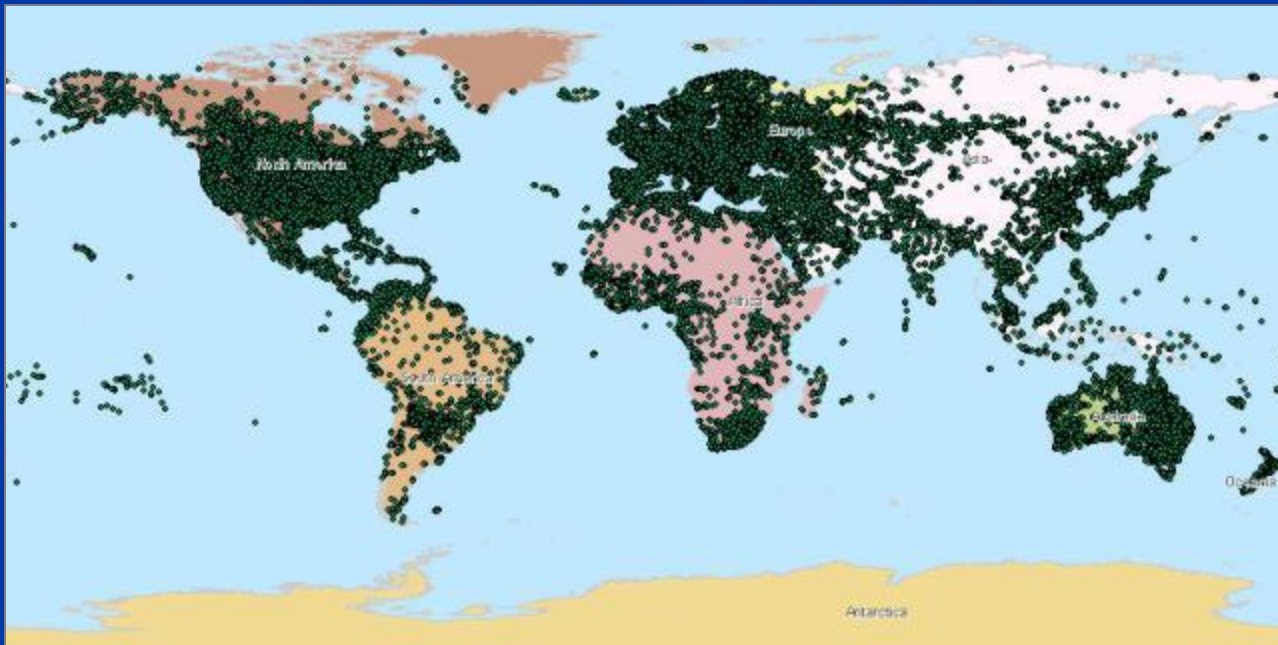 North America
Europe
Asia
Africa
South America
Australia
Oceania
Antarctica